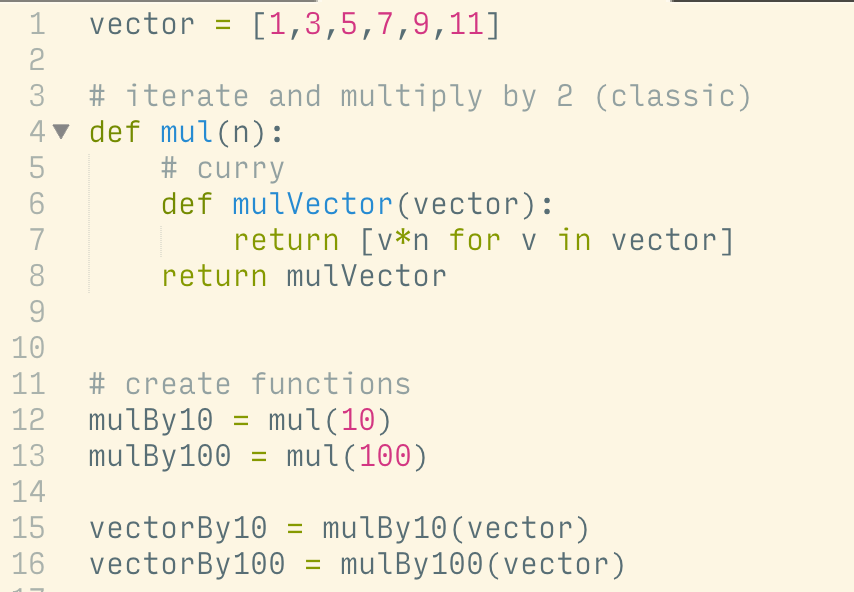 1 vector = [1,3,5,7,9,11]
2
3 # iterate and multiply by 2 (classic)
4 def mul(n):
5     # curry
6     def mulVector(vector):
7         return [v*n for v in vector]
8     return mulVector
9
10
11 # create functions
12 mulBy10 = mul(10)
13 mulBy100 = mul(100)
14
15 vectorBy10 = mulBy10(vector)
16 vectorBy100 = mulBy100(vector)